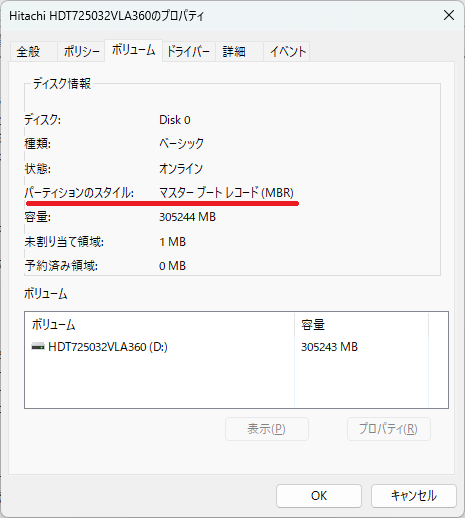 Hitachi HDT725032VLA360のプロパティ
全般 ポリシー ボリューム ドライバー 詳細 イベント
ディスク情報
ディスク: Disk 0
種類: ベーシック
状態: オンライン
パーティションのスタイル: マスター ブート レコード (MBR)
容量: 305244 MB
未割り当て領域: 1 MB
予約済み領域: 0 MB
ボリューム
ボリューム 容量
HDT725032VLA360 (D:) 305243 MB
表示(P) プロパティ(R)
OK キャンセル